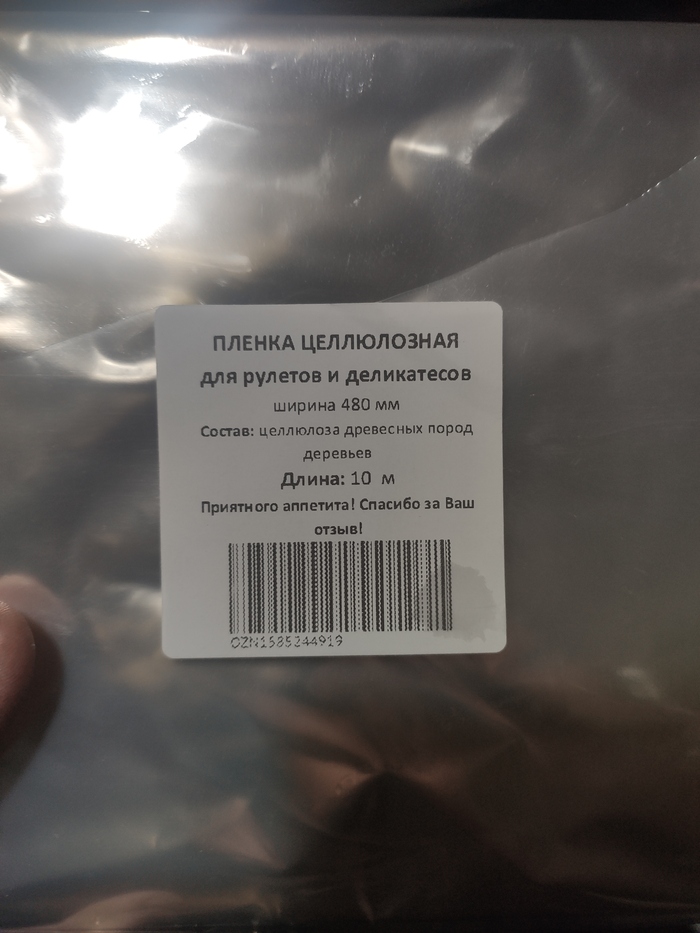 ПЛЕНКА ЦЕЛЛЮЛОЗНАЯ
для рулетов и деликатесов
ширина 480 мм
Состав: целлюлоза древесных пород
деревьев
Длина: 10 м
Приятного аппетита! Спасибо за Ваш
отзыв!
OZN1585244919